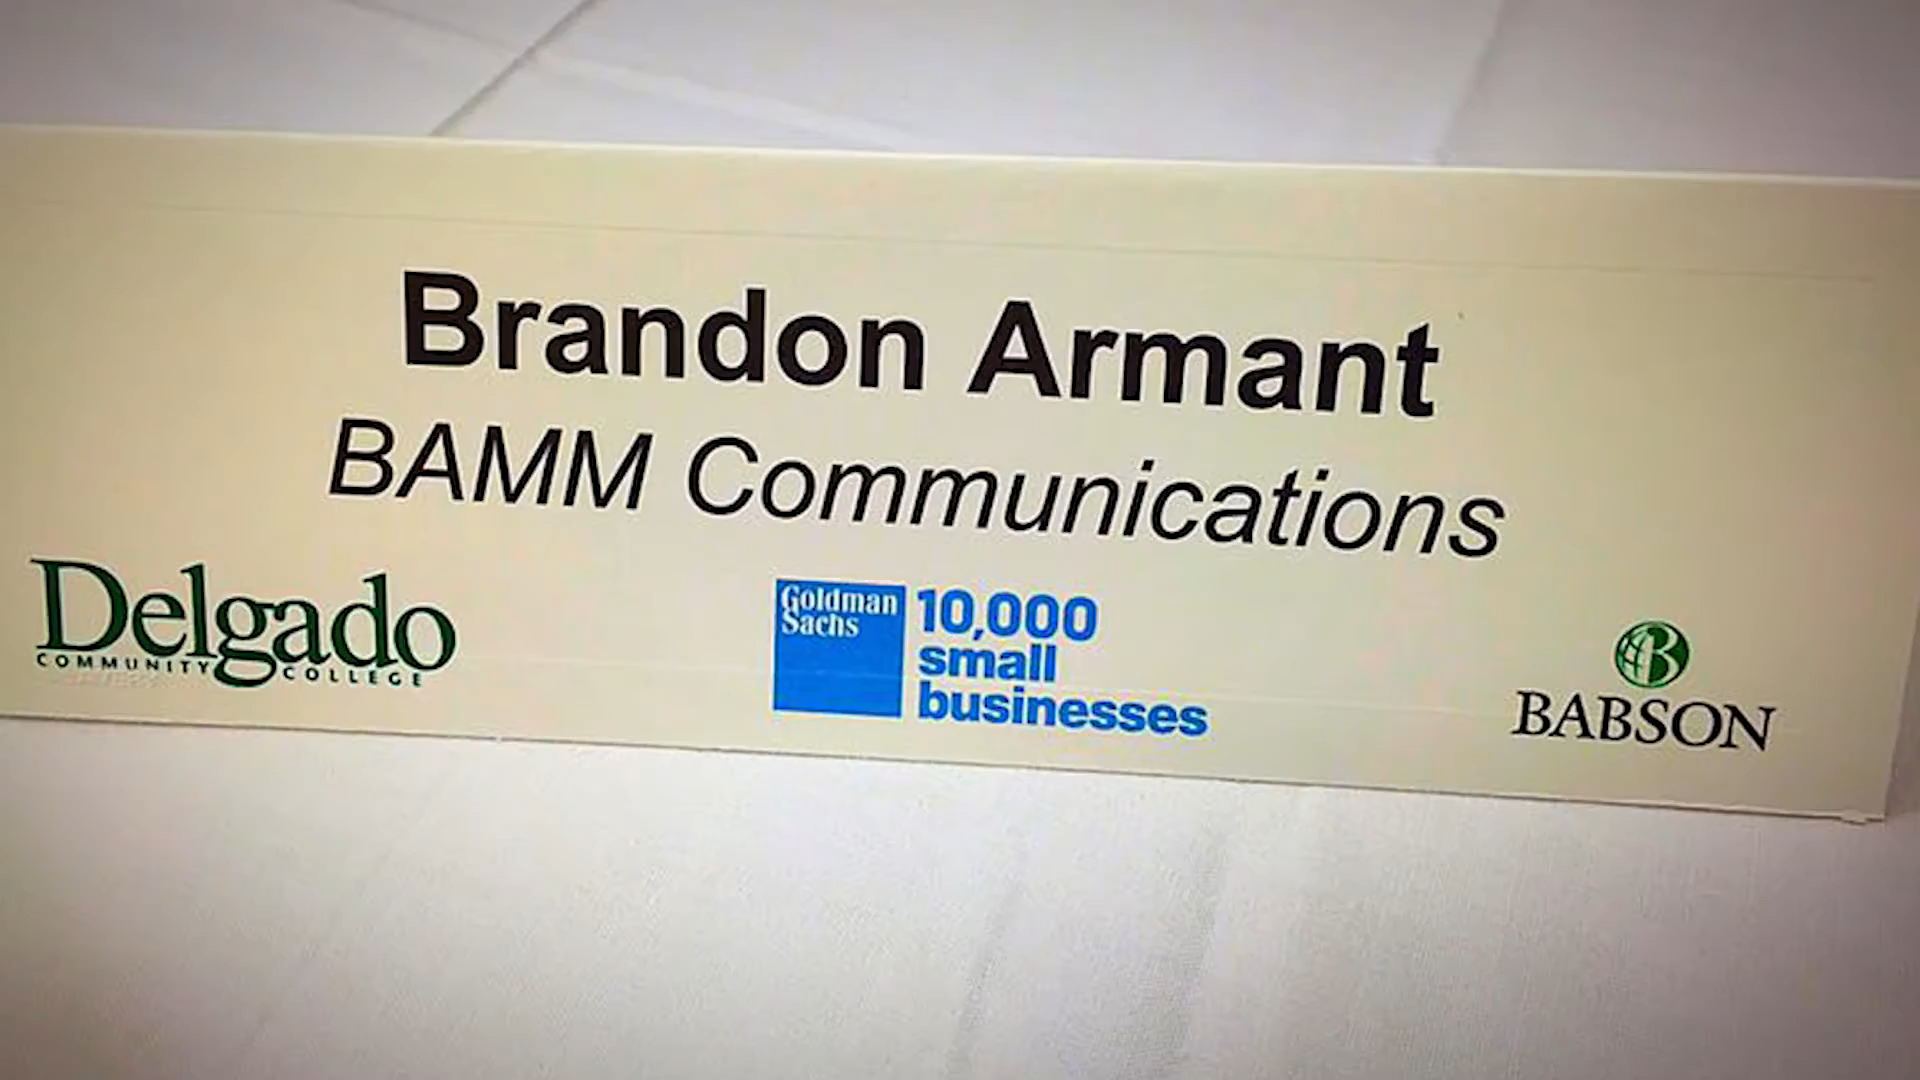 Brandon Armant
BAMM Communications
Delgado
COMMUNITY COLLEGE
Goldman
Sachs
10,000
small
businesses
B
BABSON